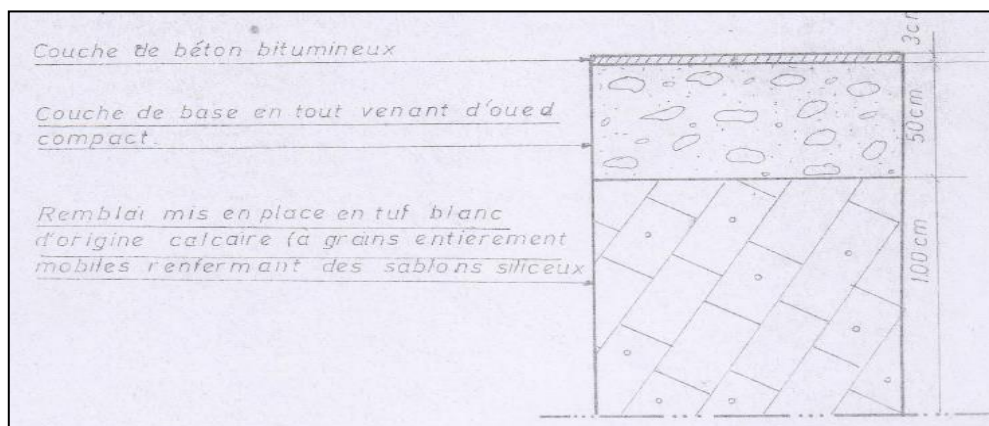 Couche de béton bitumineux
Couche de base en tout venant d'oued
compact.
Remblai mis en place en tuf blanc
d'origine calcaire (à grains entièrement
mobiles renfermant des sablons siliceux
3cm
50cm
100cm